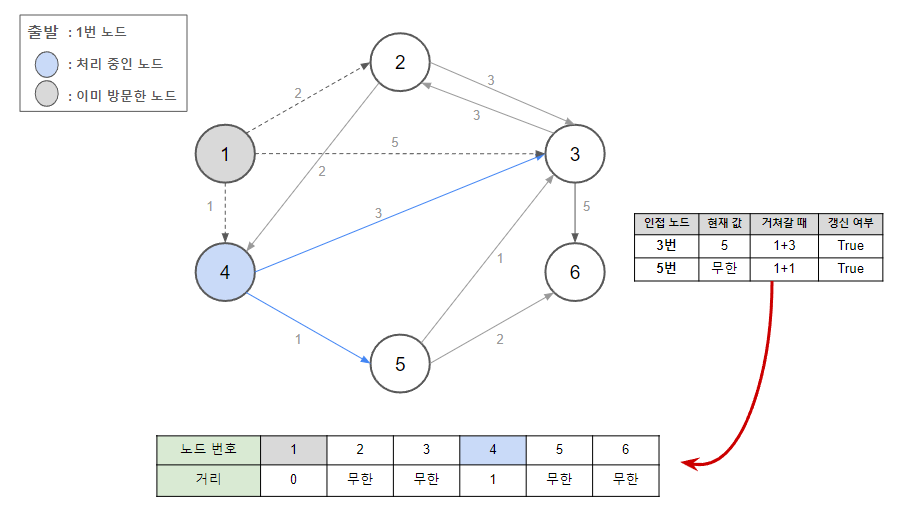 출발 : 1번 노드
: 처리 중인 노드
: 이미 방문한 노드
2
3
2
3
5
1
3
1
2
3
5
4
6
1
1
2
5
인접 노드 현재 값 거쳐갈 때 갱신 여부
3번 5 1+3 True
5번 무한 1+1 True
노드 번호 1 2 3 4 5 6
거리 0 무한 무한 1 무한 무한